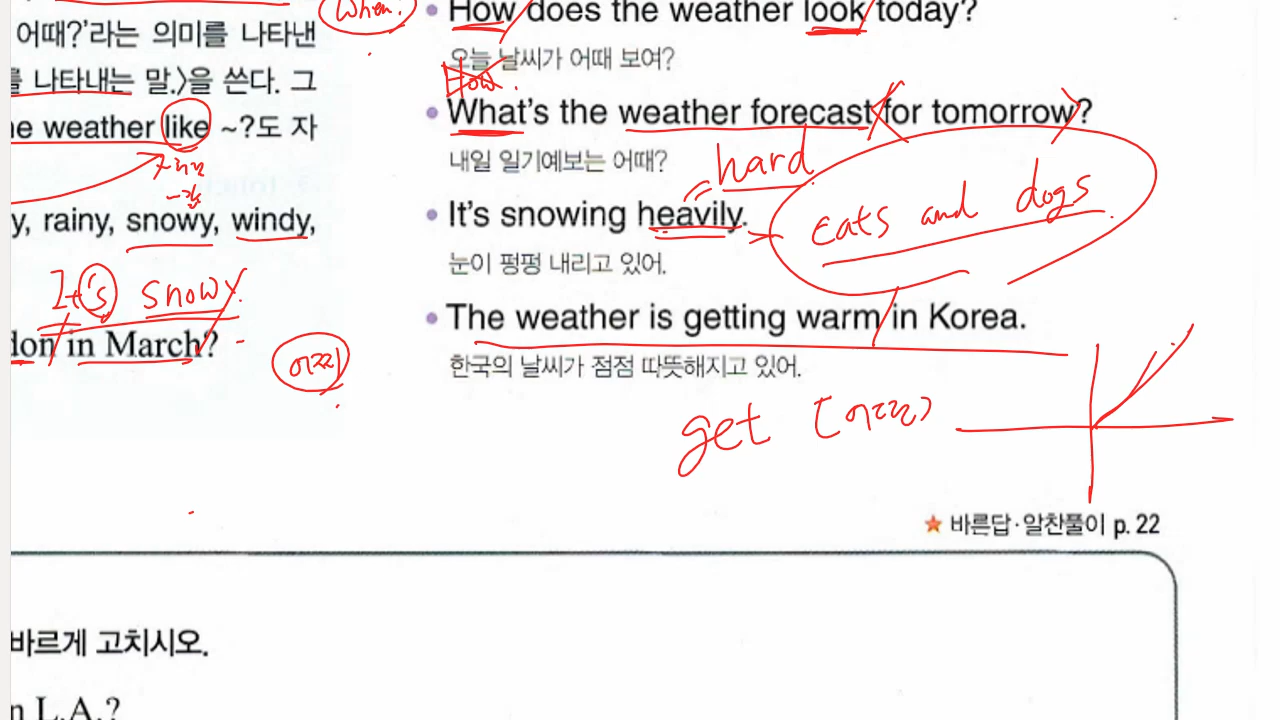 어때?'라는 의미를 나타낸
를 나타내는 말.〉을 쓴다. 그
he weather like ~?도 자
y, rainy, snowy, windy,
It's snowy.
don in March?
When?
How does the weather look today?
오늘 날씨가 어때 보여?
How
What's the weather forecast for tomorrow?
내일 일기예보는 어때?
hard
It's snowing heavily.
cats and dogs
눈이 펑펑 내리고 있어.
The weather is getting warm in Korea.
한국의 날씨가 점점 따뜻해지고 있어.
get
바른답·알찬풀이 p. 22
바르게 고치시오.
n L.A.?